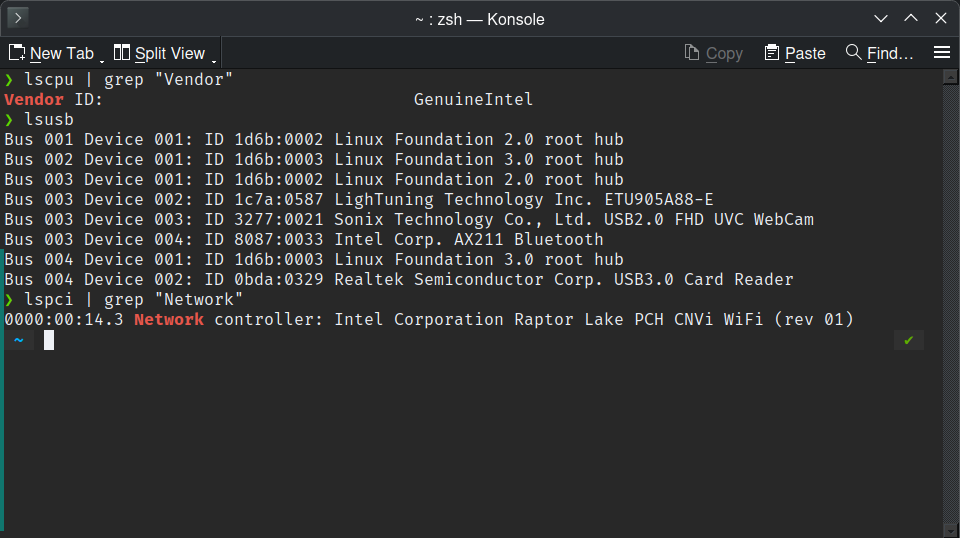 ~ : zsh — Konsole
New Tab Split View Copy Paste Find...
❯ lscpu | grep "Vendor"
Vendor ID: GenuineIntel
❯ lsusb
Bus 001 Device 001: ID 1d6b:0002 Linux Foundation 2.0 root hub
Bus 002 Device 001: ID 1d6b:0003 Linux Foundation 3.0 root hub
Bus 003 Device 001: ID 1d6b:0002 Linux Foundation 2.0 root hub
Bus 003 Device 002: ID 1c7a:0587 LighTuning Technology Inc. ETU905A88-E
Bus 003 Device 003: ID 3277:0021 Sonix Technology Co., Ltd. USB2.0 FHD UVC WebCam
Bus 003 Device 004: ID 8087:0033 Intel Corp. AX211 Bluetooth
Bus 004 Device 001: ID 1d6b:0003 Linux Foundation 3.0 root hub
Bus 004 Device 002: ID 0bda:0329 Realtek Semiconductor Corp. USB3.0 Card Reader
❯ lspci | grep "Network"
0000:00:14.3 Network controller: Intel Corporation Raptor Lake PCH CNVi WiFi (rev 01)
~ ✔